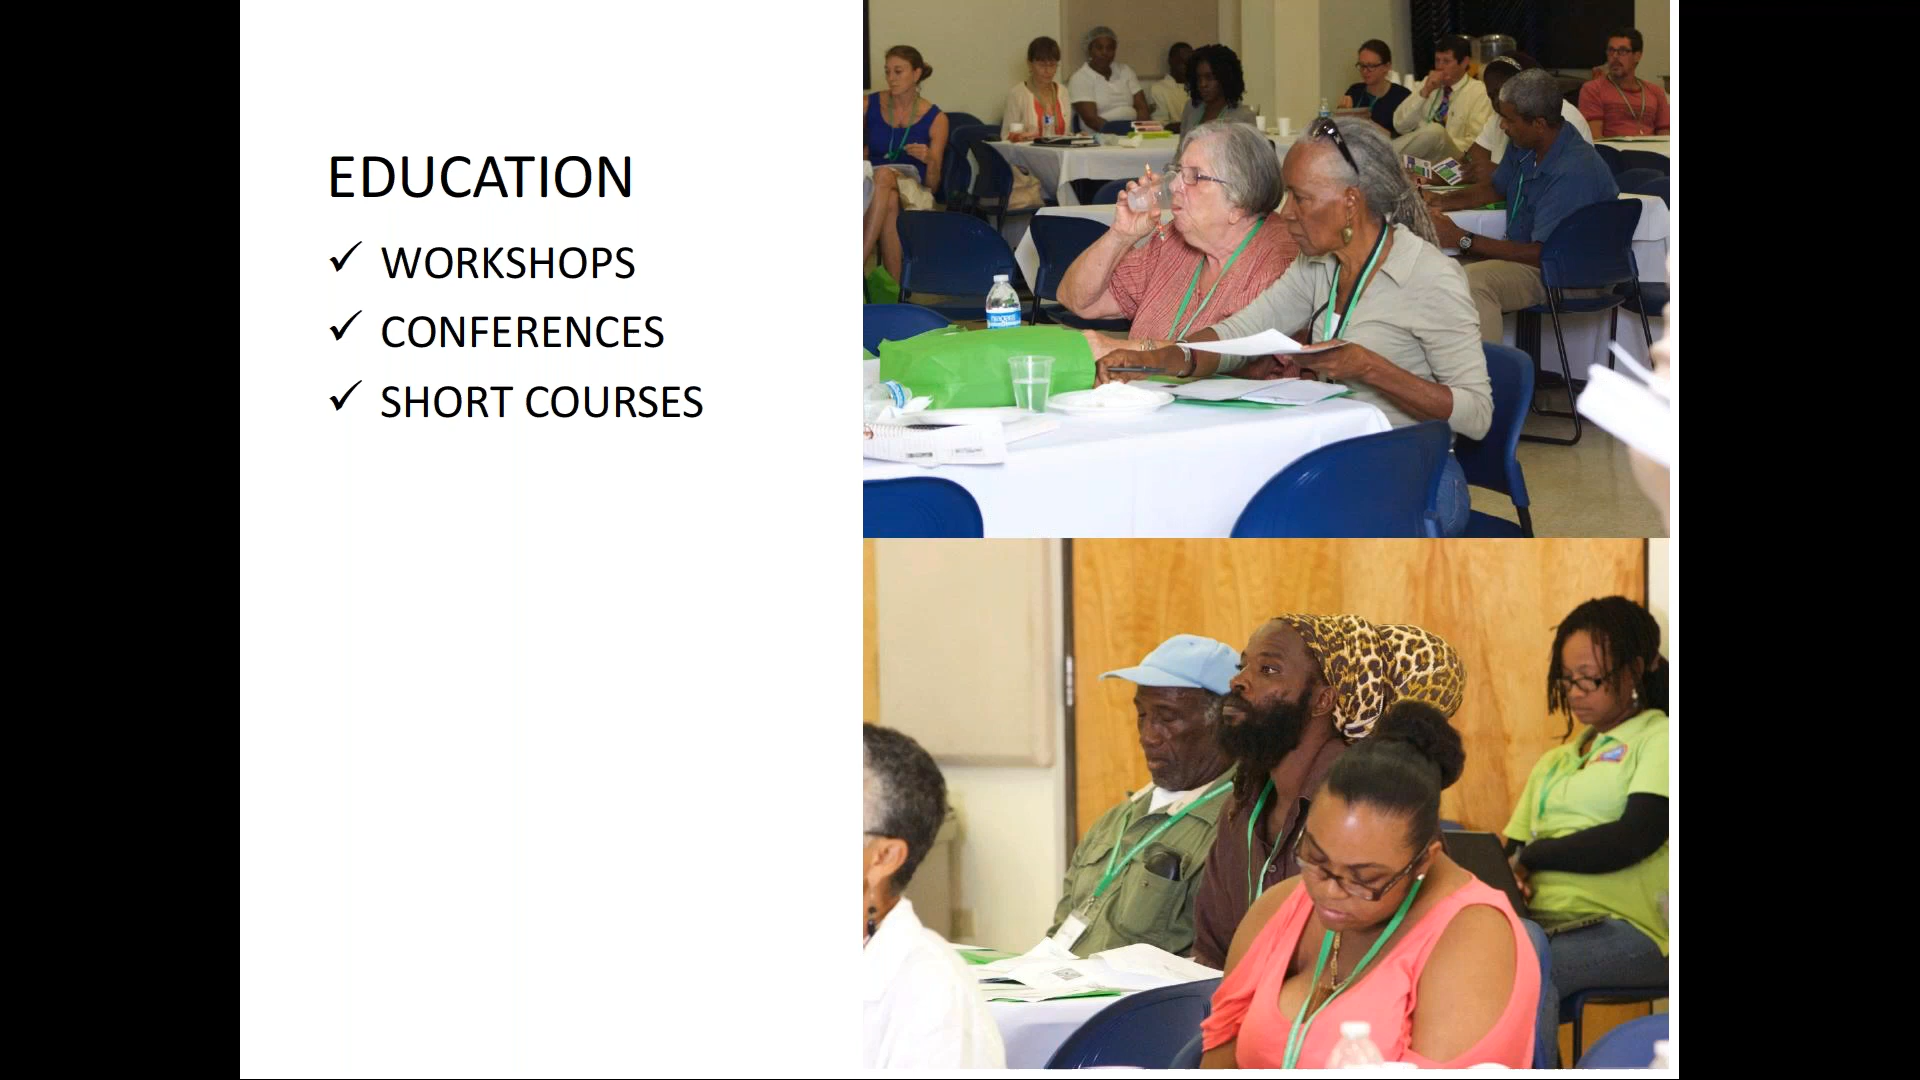 EDUCATION
✓ WORKSHOPS
✓ CONFERENCES
✓ SHORT COURSES